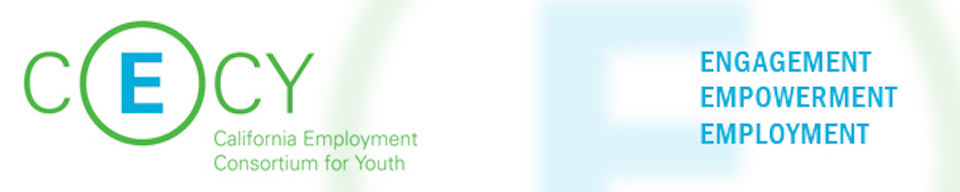 CECY
California Employment
Consortium for Youth
ENGAGEMENT
EMPOWERMENT
EMPLOYMENT